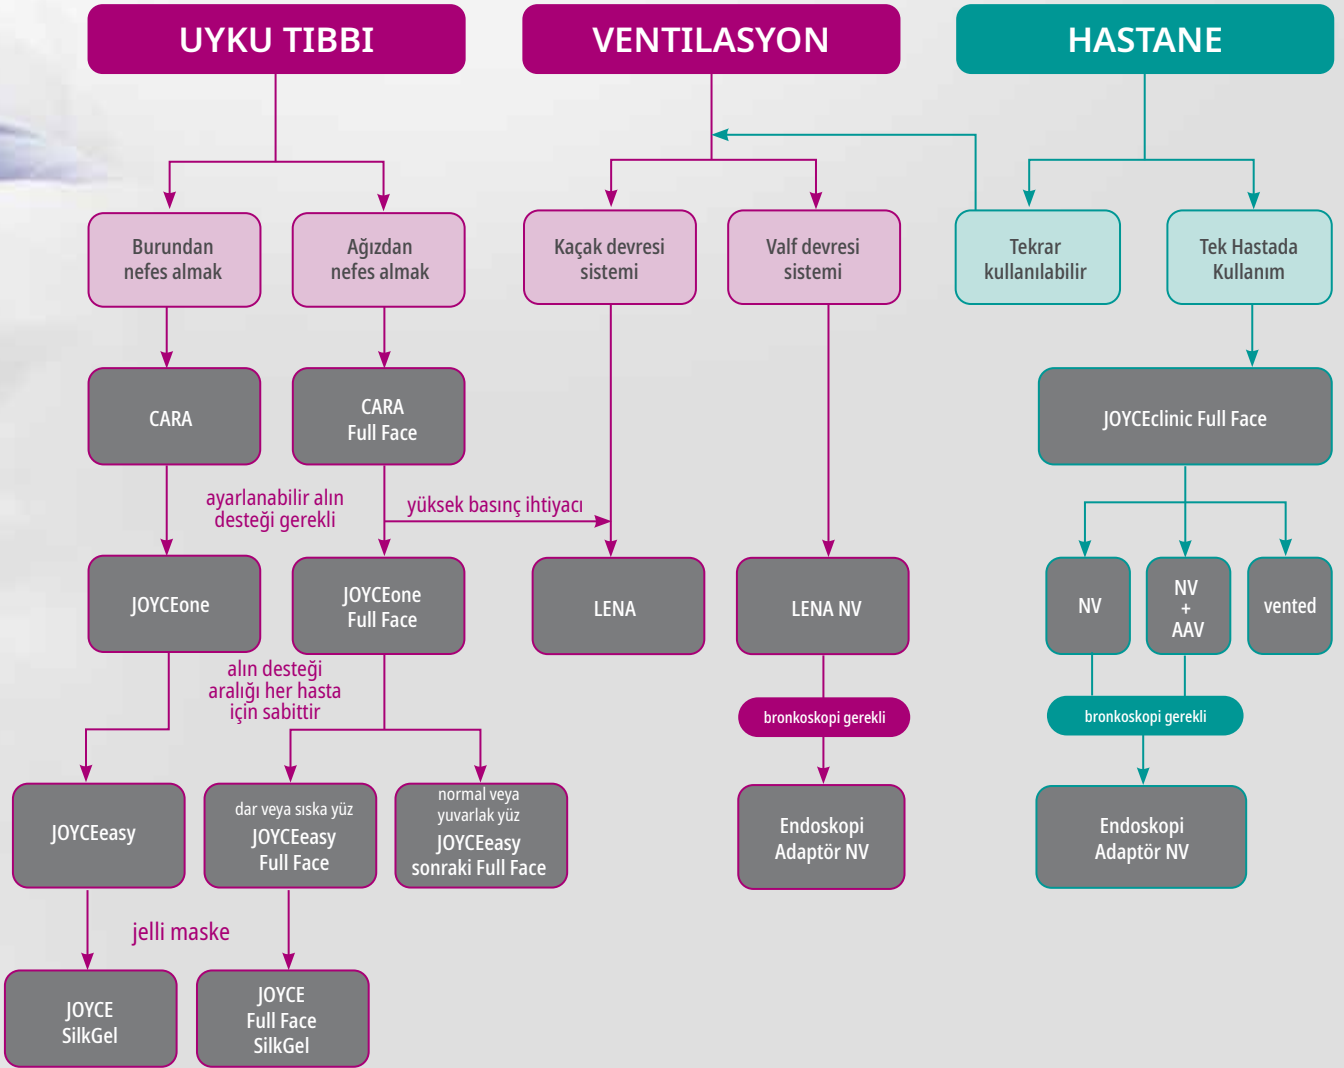 UYKU TIBBI
VENTILASYON
HASTANE
Burundan
nefes almak
Ağızdan
nefes almak
Kaçak devresi
sistemi
Valf devresi
sistemi
Tekrar
kullanılabilir
Tek Hastada
Kullanım
CARA
CARA
Full Face
JOYCEclinic Full Face
ayarlanabilir alın
desteği gerekli
yüksek basınç ihtiyacı
JOYCEone
JOYCEone
Full Face
LENA
LENA NV
NV
NV
+
AAV
vented
alın desteği
aralığı her hasta
için sabittir
bronkoskopi gerekli
bronkoskopi gerekli
JOYCEeasy
dar veya sıska yüz
JOYCEeasy
Full Face
normal veya
yuvarlak yüz
JOYCEeasy
sonraki Full Face
Endoskopi
Adaptör NV
Endoskopi
Adaptör NV
jelli maske
JOYCE
SilkGel
JOYCE
Full Face
SilkGel